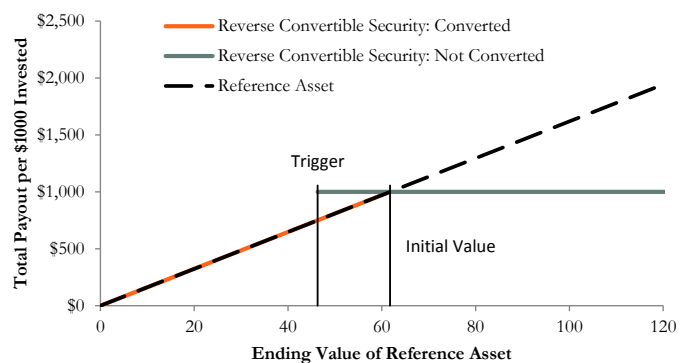 $2,500
$2,000
$1,500
$1,000
$500
$0
Total Payout per $1000 Invested
Reverse Convertible Security: Converted
Reverse Convertible Security: Not Converted
Reference Asset
Trigger
Initial Value
0 20 40 60 80 100 120
Ending Value of Reference Asset